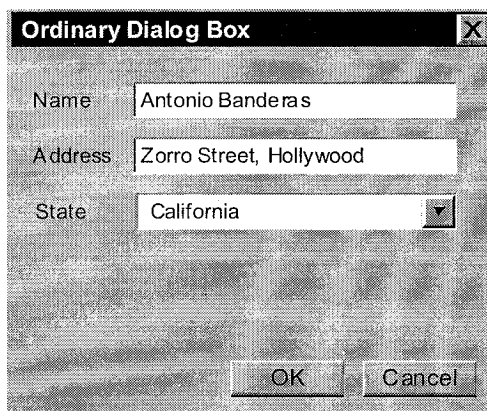 Ordinary Dialog Box X
Name Antonio Banderas
Address Zorro Street, Hollywood
State California
OK Cancel